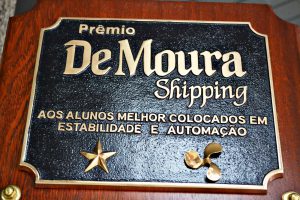 Prêmio
De Moura
Shipping
AOS ALUNOS MELHOR COLOCADOS EM
ESTABILIDADE E AUTOMAÇÃO